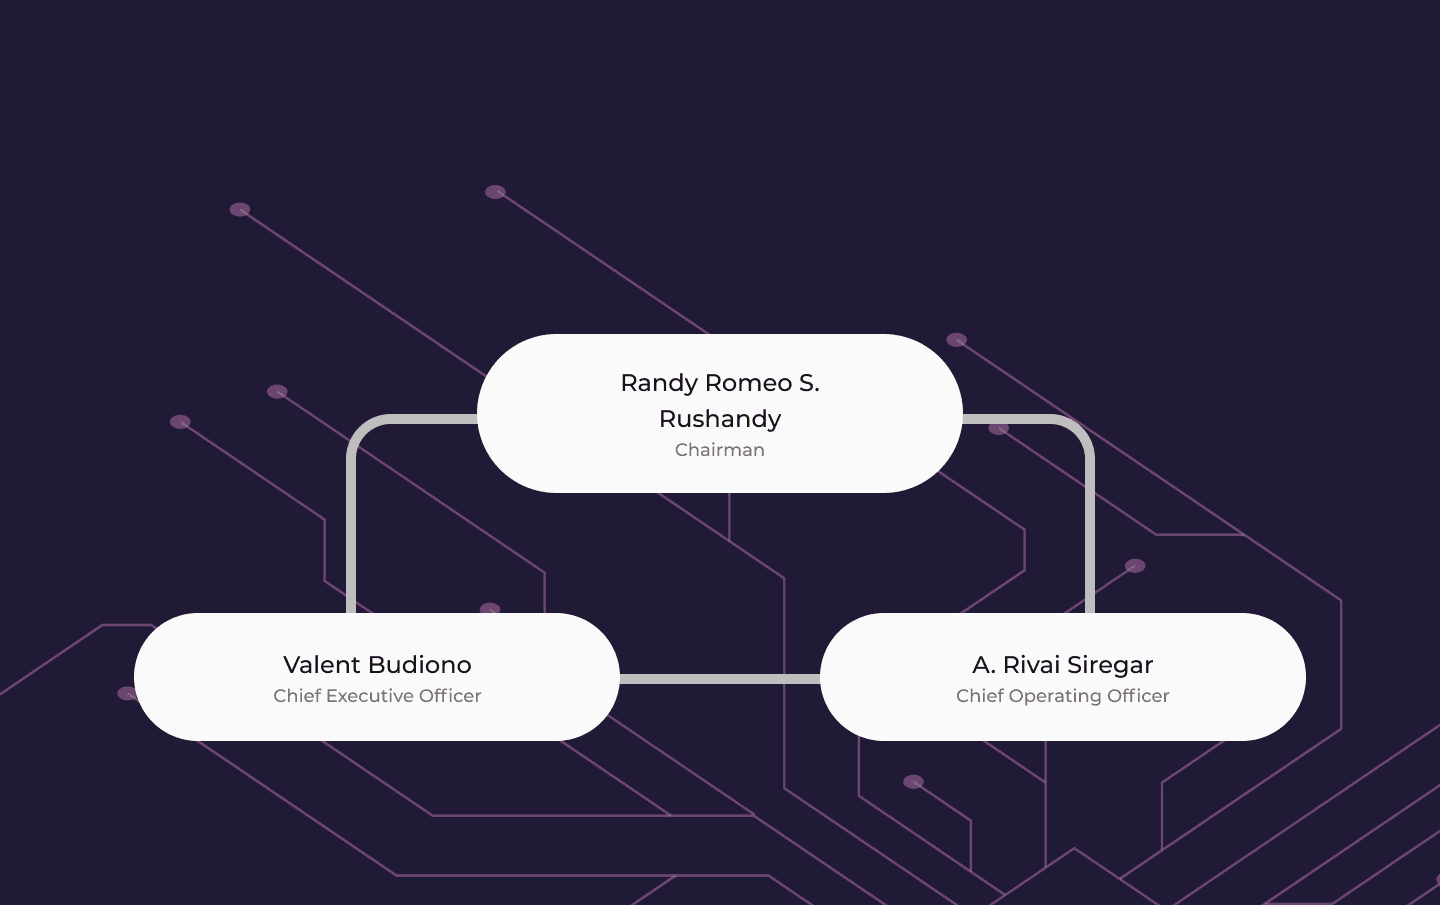 Randy Romeo S.
Rushandy
Chairman
Valent Budiono
Chief Executive Officer
A. Rivai Siregar
Chief Operating Officer